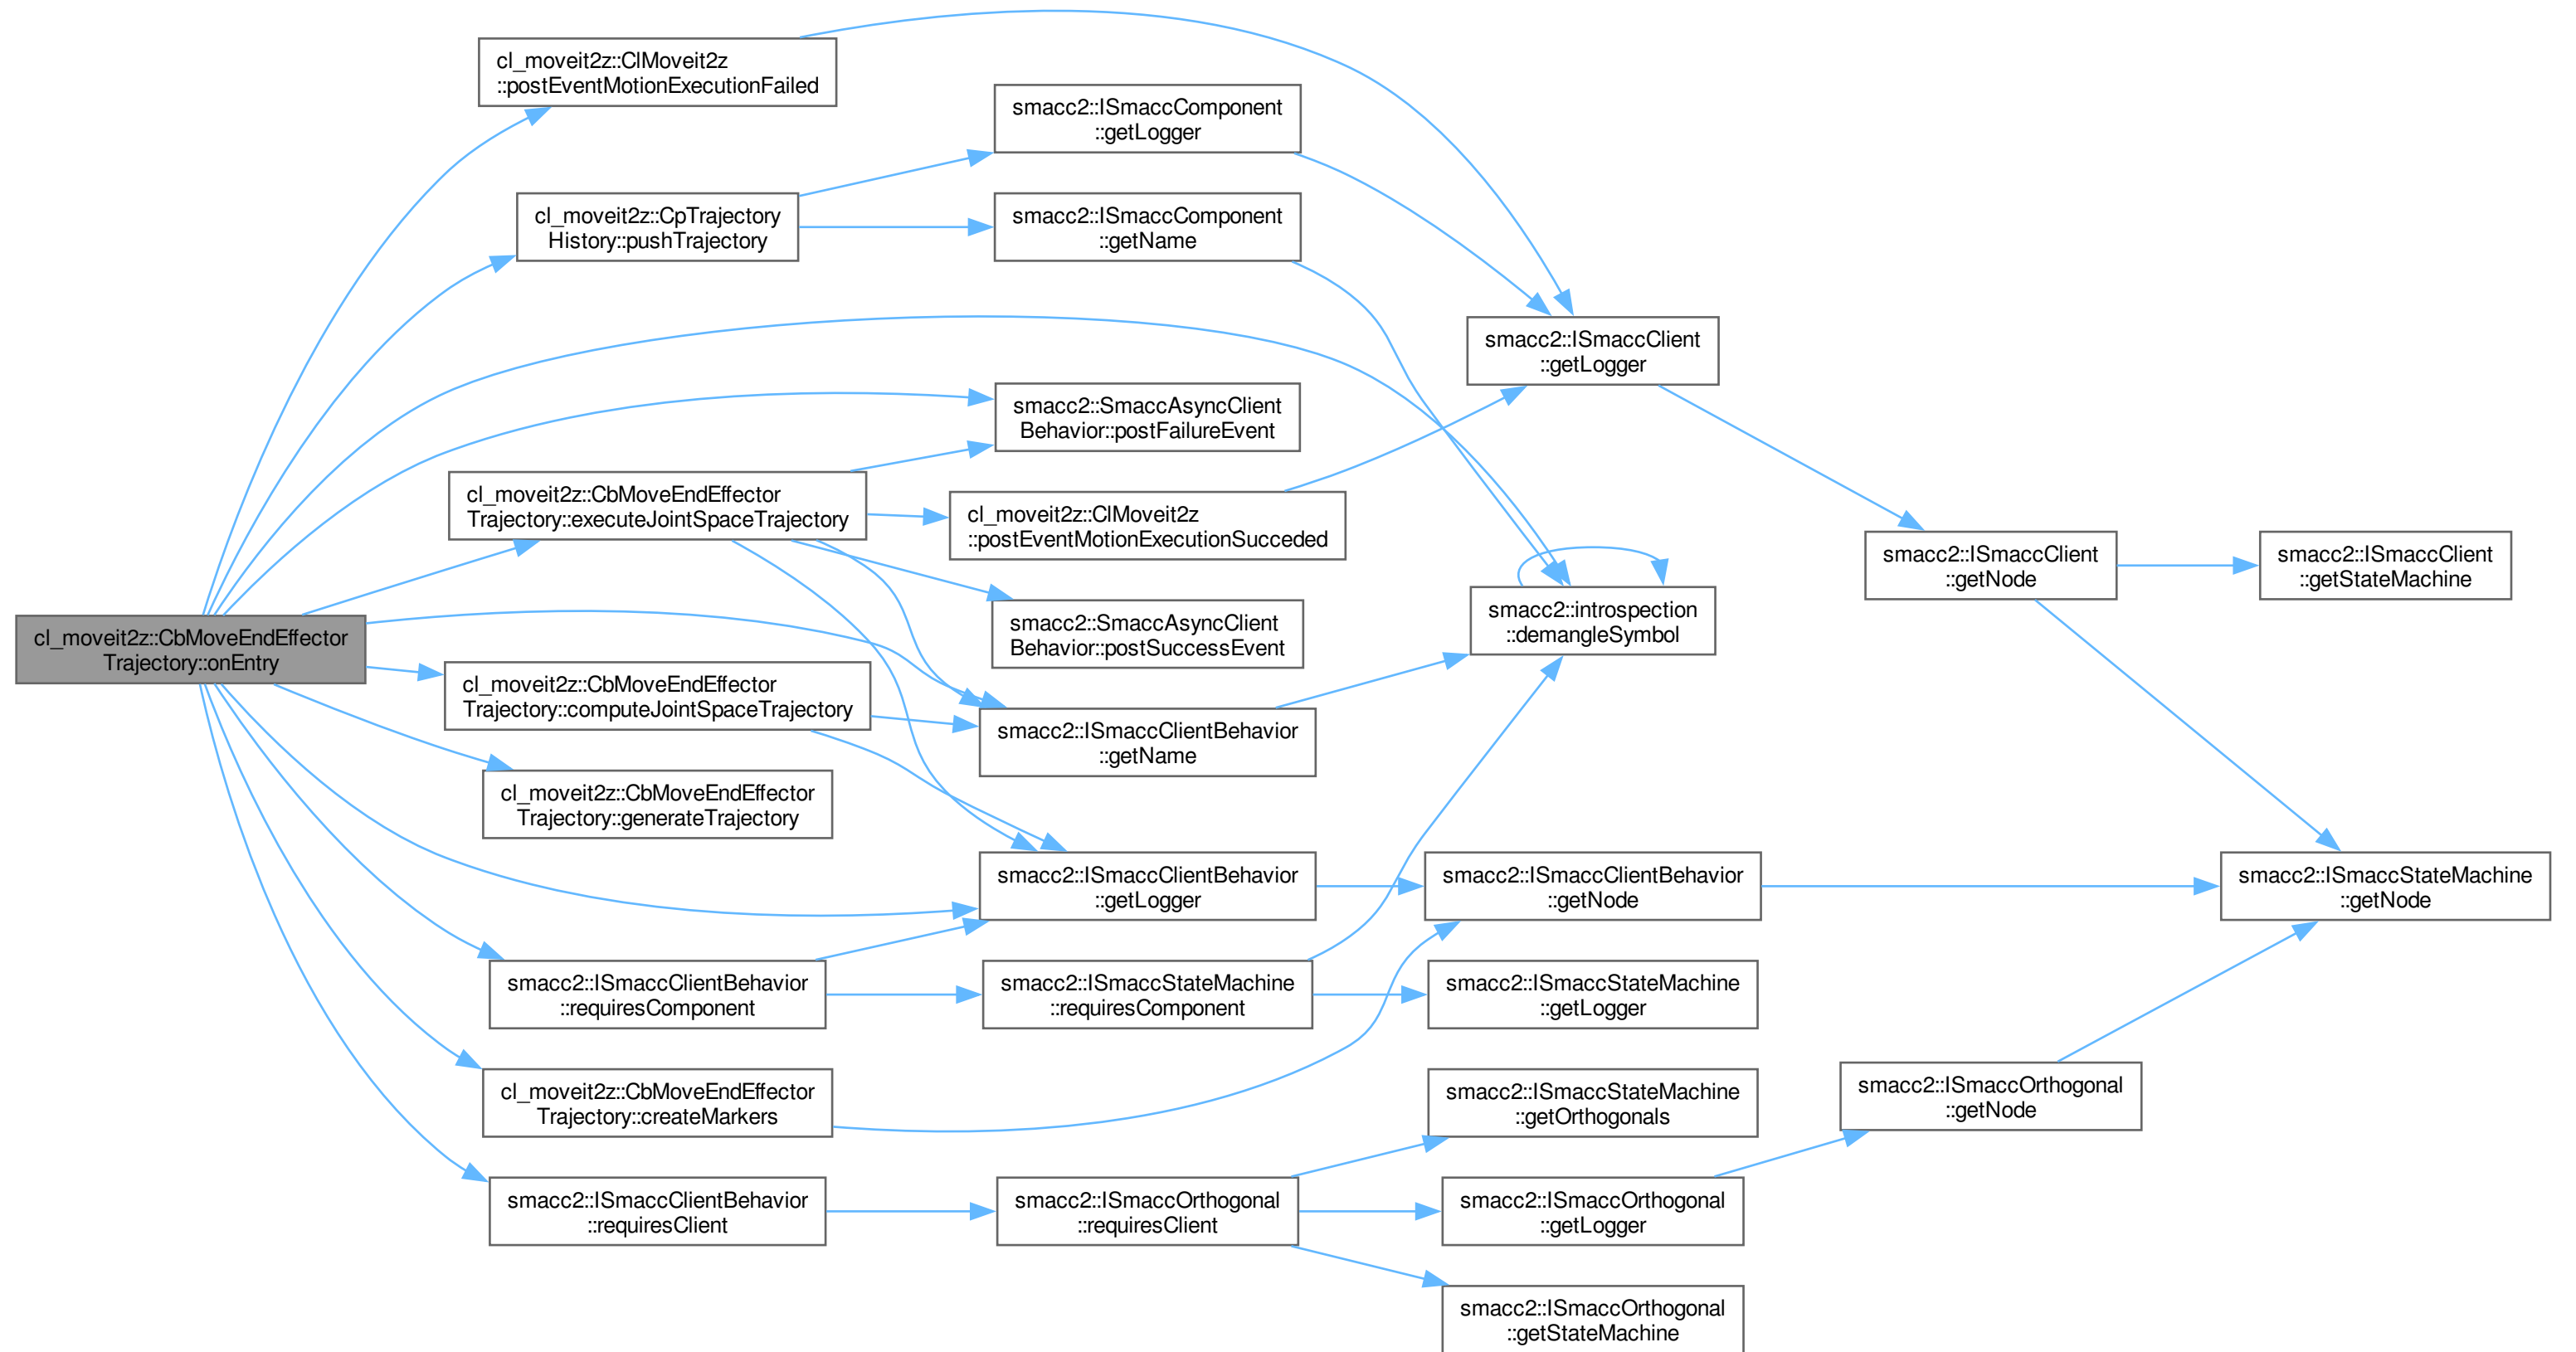 cl_moveit2z::CbMoveEndEffector
Trajectory::onEntry
cl_moveit2z::ClMoveit2z
::postEventMotionExecutionFailed
cl_moveit2z::CpTrajectory
History::pushTrajectory
cl_moveit2z::CbMoveEndEffector
Trajectory::executeJointSpaceTrajectory
cl_moveit2z::CbMoveEndEffector
Trajectory::computeJointSpaceTrajectory
cl_moveit2z::CbMoveEndEffector
Trajectory::generateTrajectory
smacc2::ISmaccClientBehavior
::requiresComponent
cl_moveit2z::CbMoveEndEffector
Trajectory::createMarkers
smacc2::ISmaccClientBehavior
::requiresClient
smacc2::ISmaccComponent
::getLogger
smacc2::ISmaccComponent
::getName
smacc2::SmaccAsyncClient
Behavior::postFailureEvent
cl_moveit2z::ClMoveit2z
::postEventMotionExecutionSucceded
smacc2::SmaccAsyncClient
Behavior::postSuccessEvent
smacc2::ISmaccClientBehavior
::getName
smacc2::ISmaccClientBehavior
::getLogger
smacc2::ISmaccStateMachine
::requiresComponent
smacc2::ISmaccOrthogonal
::requiresClient
smacc2::ISmaccClient
::getLogger
smacc2::introspection
::demangleSymbol
smacc2::ISmaccClientBehavior
::getNode
smacc2::ISmaccStateMachine
::getLogger
smacc2::ISmaccStateMachine
::getOrthogonals
smacc2::ISmaccOrthogonal
::getLogger
smacc2::ISmaccOrthogonal
::getStateMachine
smacc2::ISmaccClient
::getNode
smacc2::ISmaccOrthogonal
::getNode
smacc2::ISmaccClient
::getStateMachine
smacc2::ISmaccStateMachine
::getNode